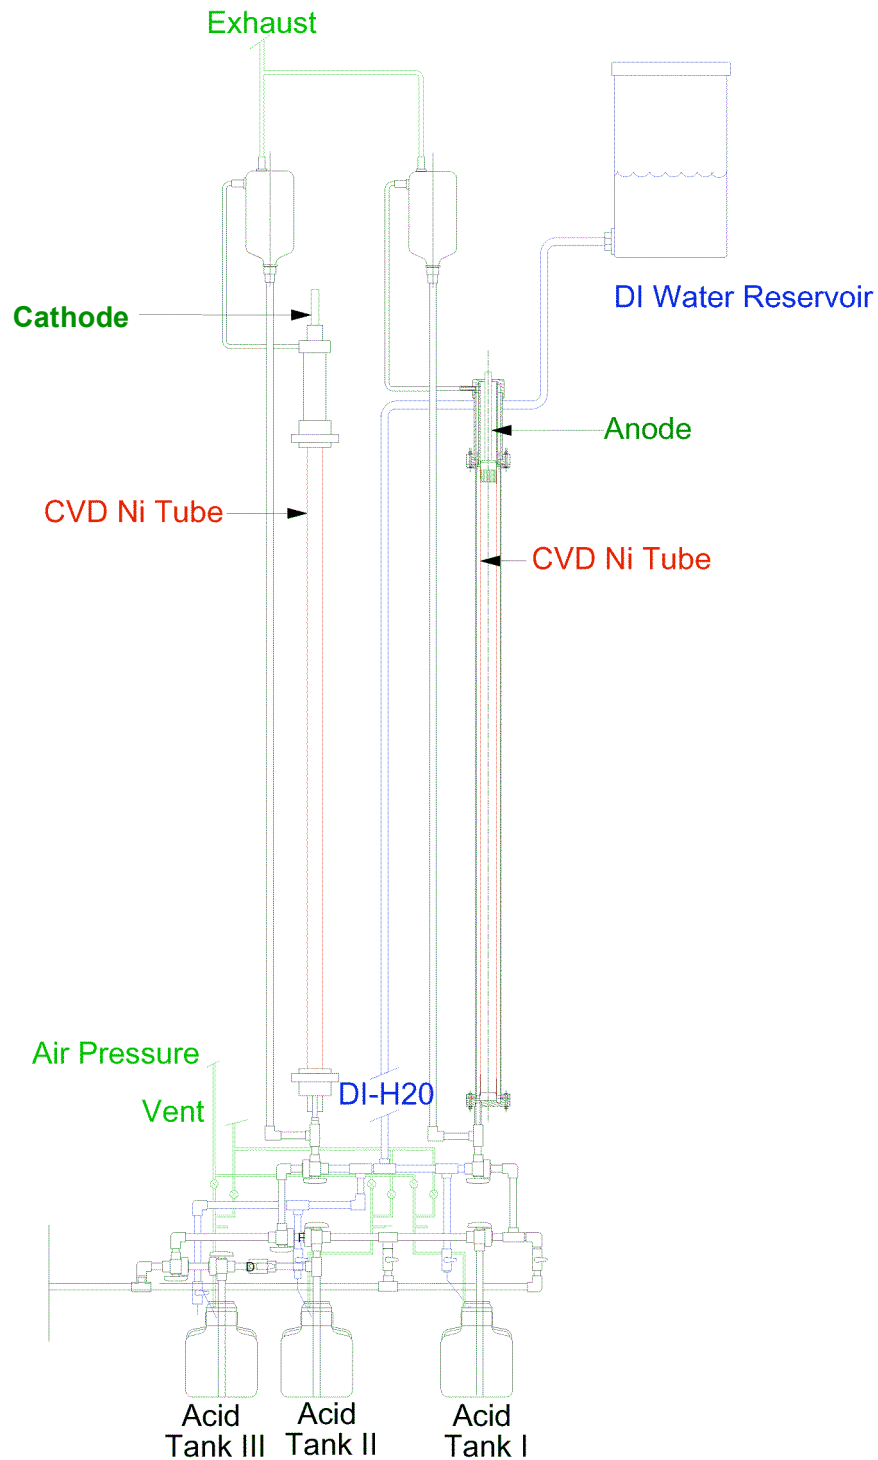 Exhaust
DI Water Reservoir
Cathode
Anode
CVD Ni Tube
CVD Ni Tube
Air Pressure
DI-H20
Vent
Acid
Tank III
Acid
Tank II
Acid
Tank I